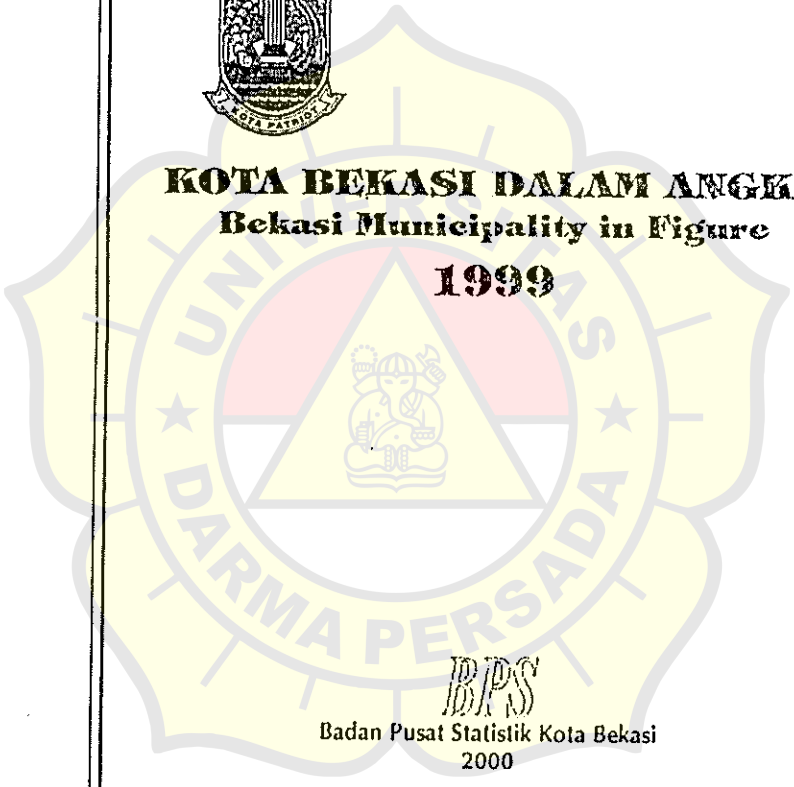 KOTA PATRIOT
KOTA BEKASI DALAM ANGK
Bekasi Municipality in Figure
1999
UNIVERSITAS
DARMA PERSADA
BPS
Badan Pusat Statistik Kota Bekasi
2000